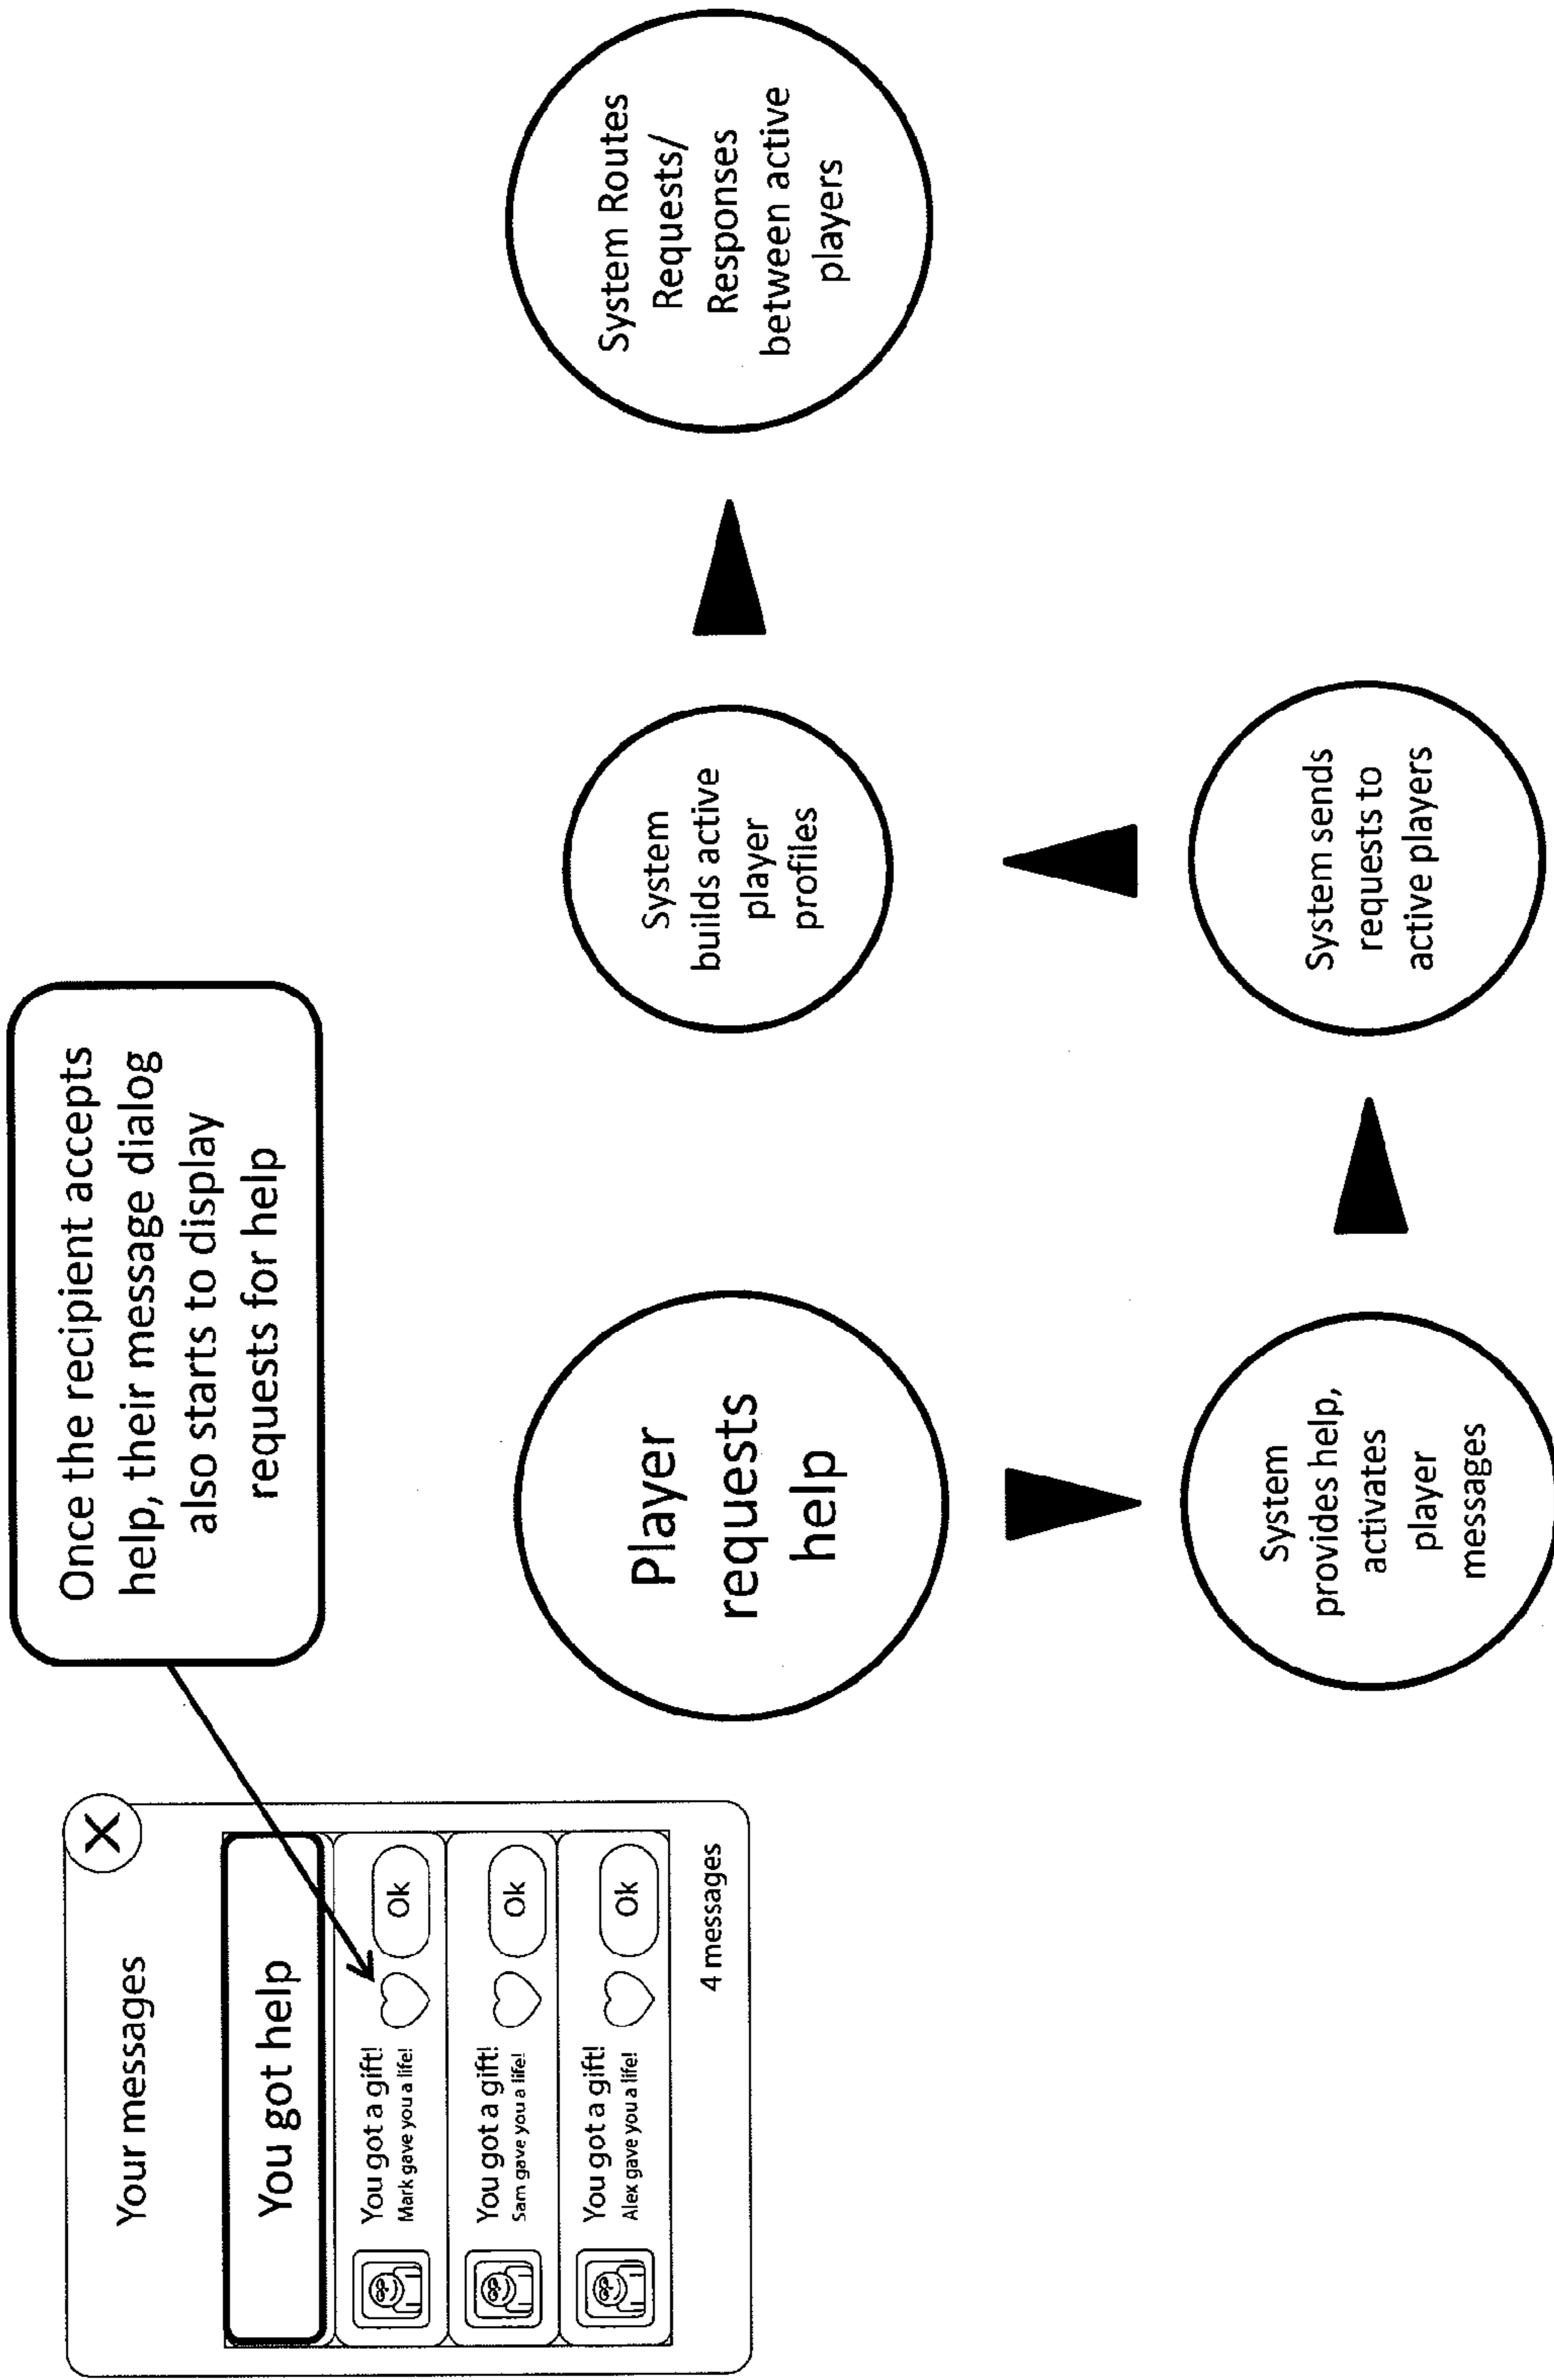 Your messages
X
You got help
You got a gift!
Mark gave you a life!
Ok
You got a gift!
Sam gave you a life!
Ok
You got a gift!
Alex gave you a life!
Ok
4 messages
Once the recipient accepts
help, their message dialog
also starts to display
requests for help
Player
requests
help
System
provides help,
activates
player
messages
System sends
requests to
active players
System
builds active
player
profiles
System Routes
Requests/
Responses
between active
players